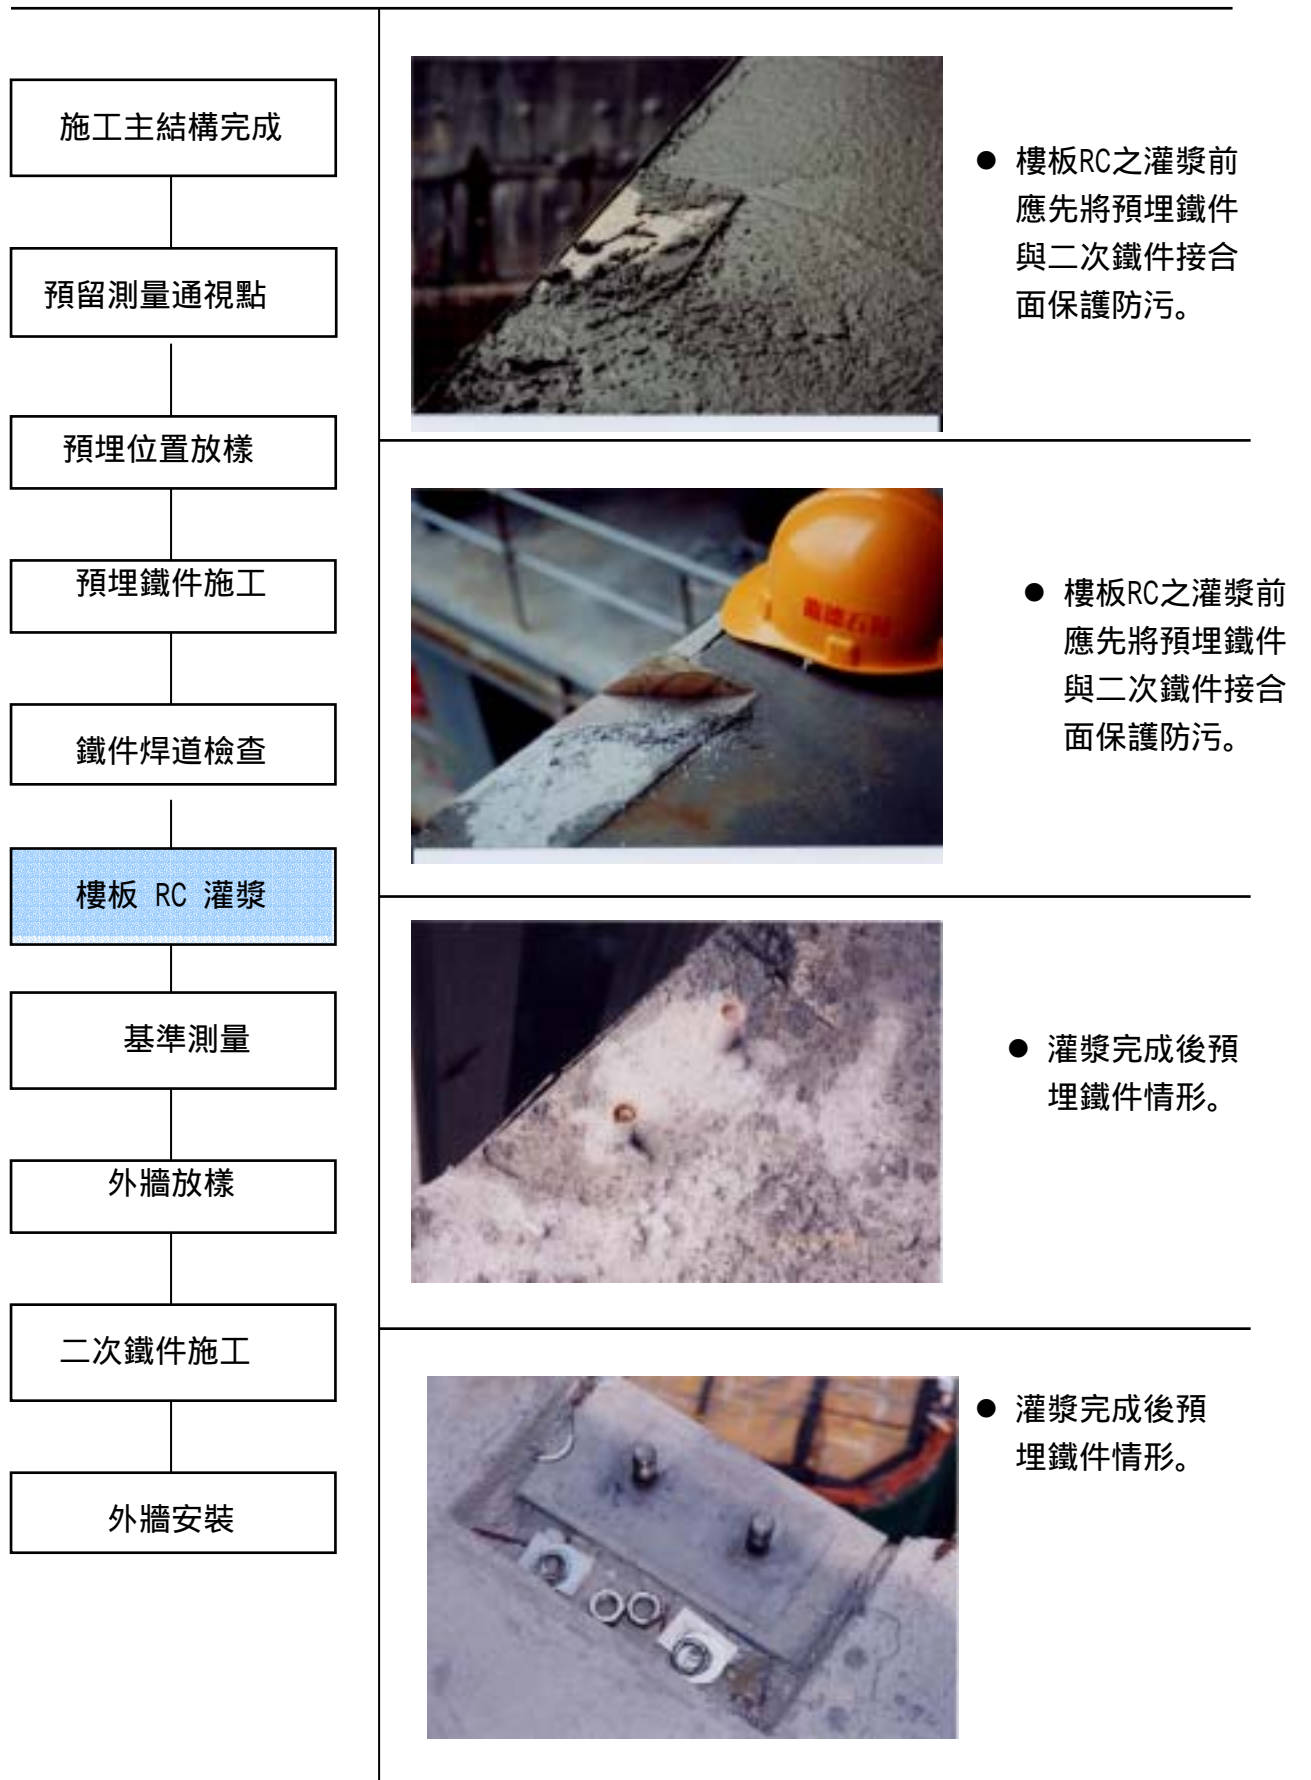 施工主結構完成
預留測量通視點
預埋位置放樣
預埋鐵件施工
鐵件焊道檢查
樓板 RC 灌漿
基準測量
外牆放樣
二次鐵件施工
外牆安裝
● 樓板RC之灌漿前
應先將預埋鐵件
與二次鐵件接合
面保護防污。
● 樓板RC之灌漿前
應先將預埋鐵件
與二次鐵件接合
面保護防污。
● 灌漿完成後預
埋鐵件情形。
● 灌漿完成後預
埋鐵件情形。